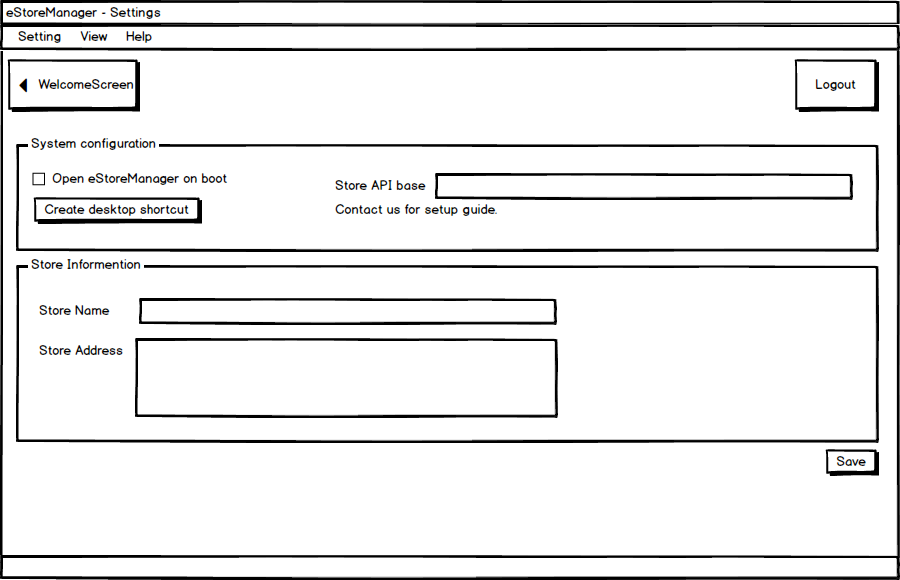 eStoreManager - Settings
Setting View Help
WelcomeScreen
Logout
System configuration
Open eStoreManager on boot
Create desktop shortcut
Store API base
Contact us for setup guide.
Store Informention
Store Name
Store Address
Save